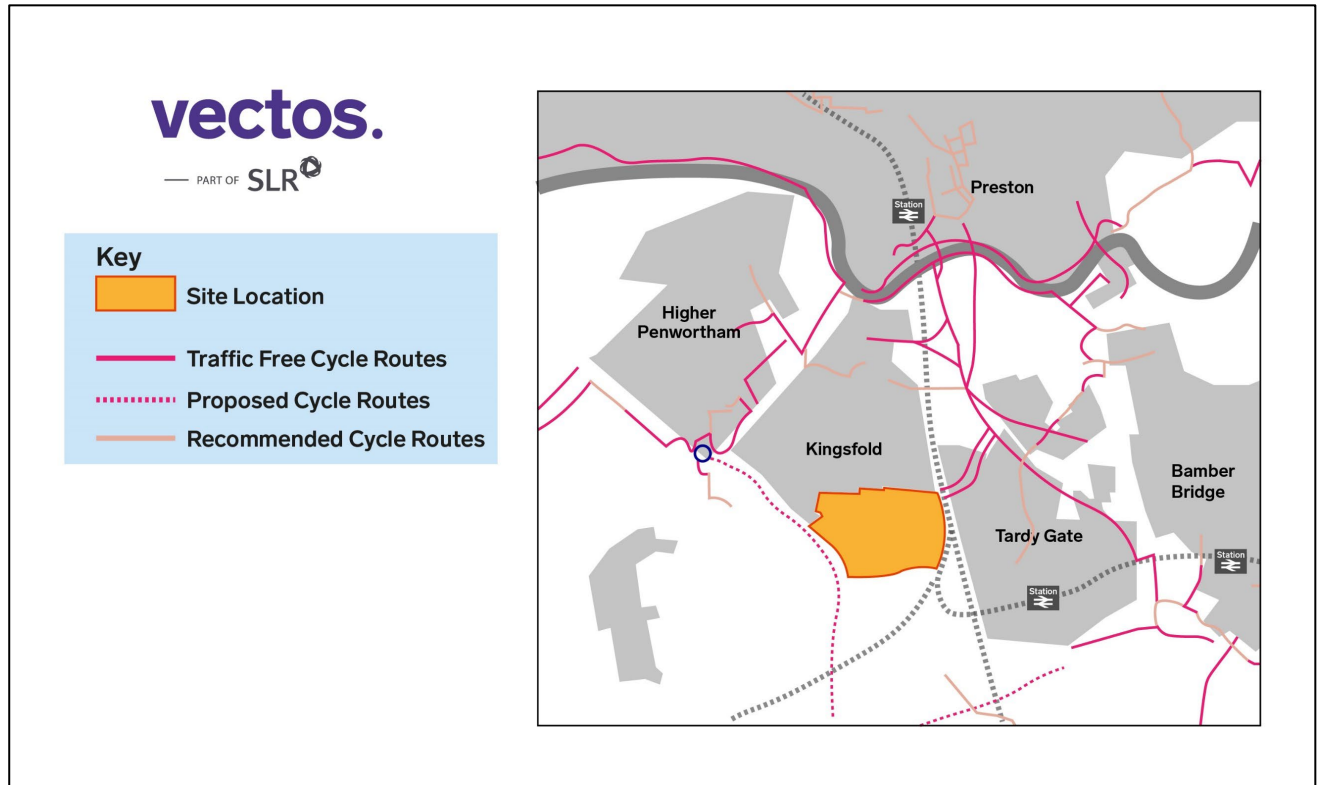 vectos.
PART OF SLR
Key
Site Location
Traffic Free Cycle Routes
Proposed Cycle Routes
Recommended Cycle Routes
Preston
Station
Higher
Penwortham
Kingsfold
Bamber
Bridge
Tardy Gate
Station
Station